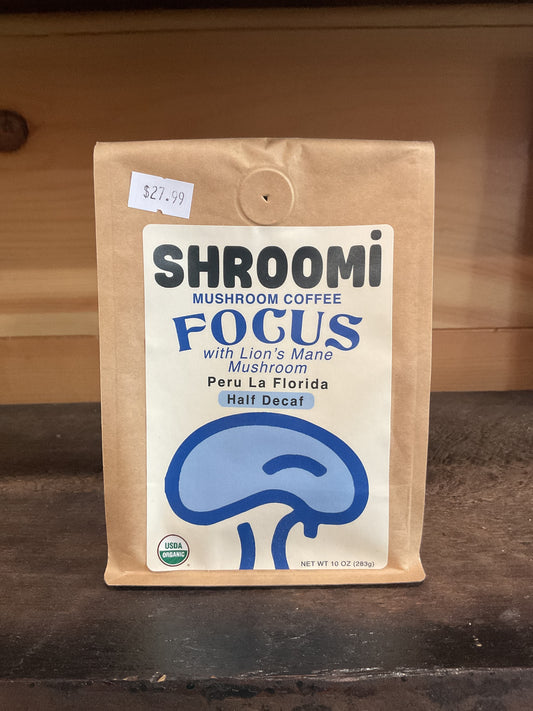 $27.99
SHROOMi
MUSHROOM COFFEE
FOCUS
with Lion's Mane
Mushroom
Peru La Florida
Half Decaf
USDA
ORGANIC
NET WT 10 OZ (283g)